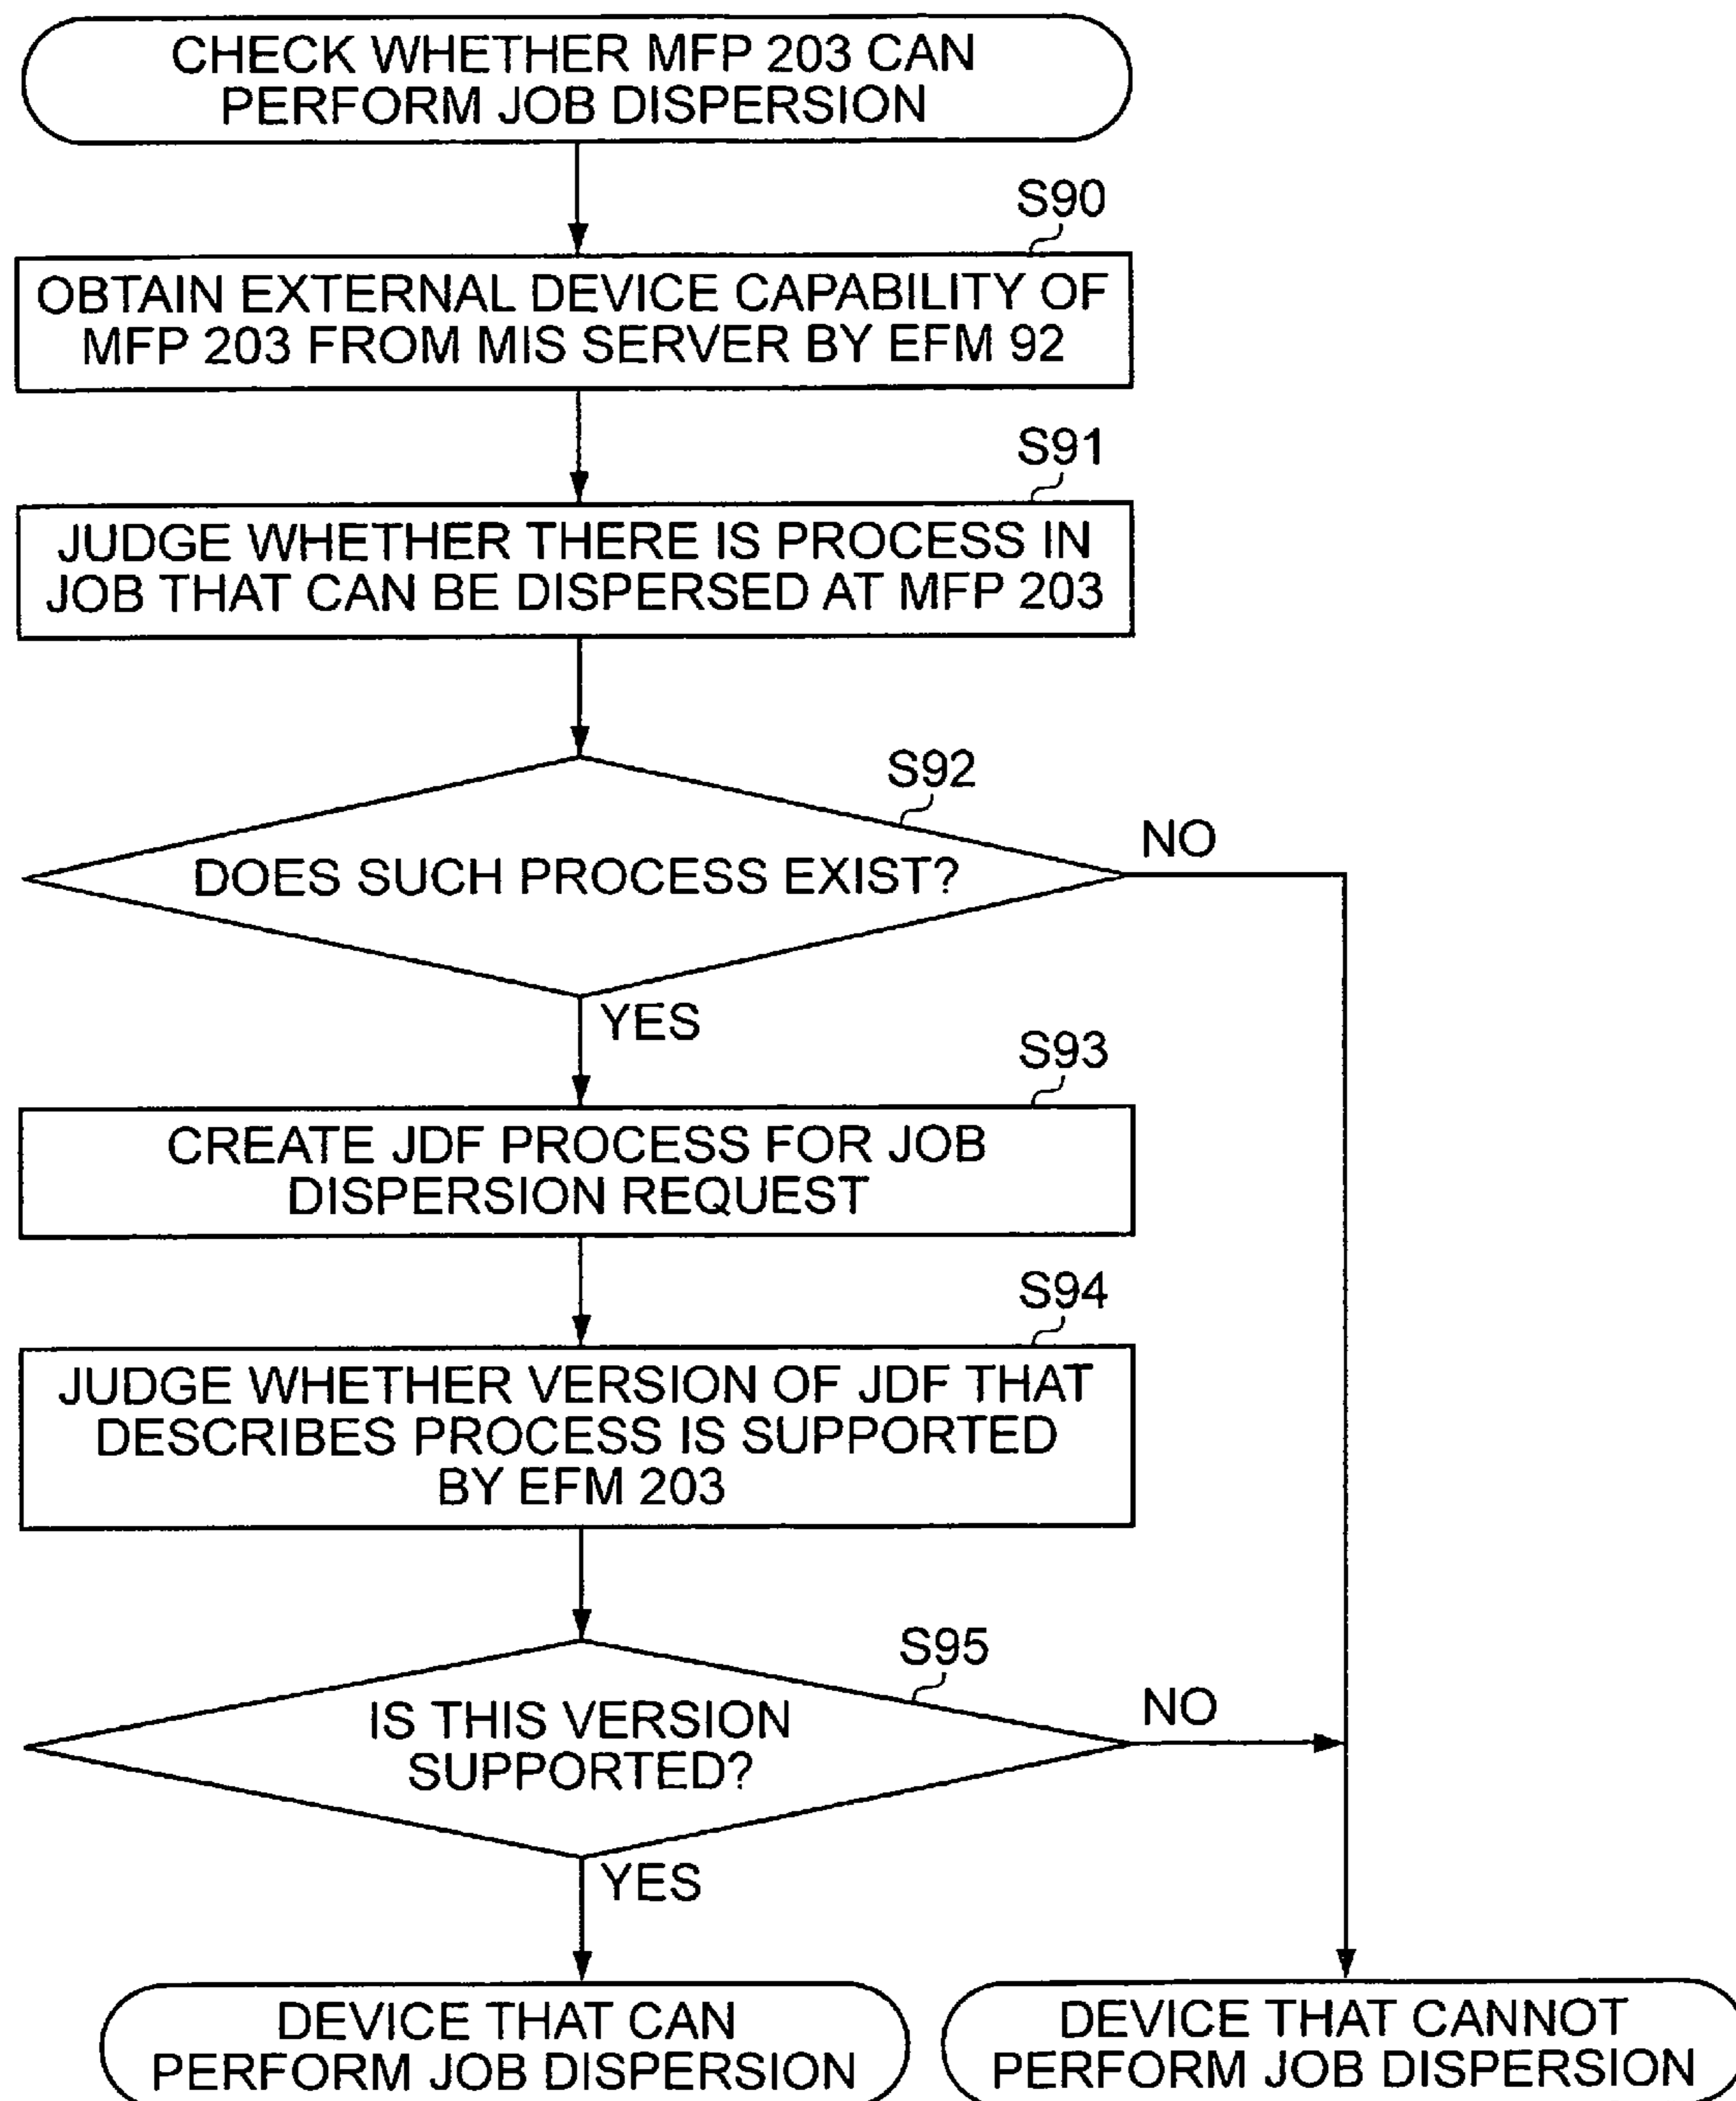 CHECK WHETHER MFP 203 CAN
PERFORM JOB DISPERSION
S90
OBTAIN EXTERNAL DEVICE CAPABILITY OF
MFP 203 FROM MIS SERVER BY EFM 92
S91
JUDGE WHETHER THERE IS PROCESS IN
JOB THAT CAN BE DISPERSED AT MFP 203
S92
DOES SUCH PROCESS EXIST?
NO
YES
S93
CREATE JDF PROCESS FOR JOB
DISPERSION REQUEST
S94
JUDGE WHETHER VERSION OF JDF THAT
DESCRIBES PROCESS IS SUPPORTED
BY EFM 203
S95
IS THIS VERSION
SUPPORTED?
NO
YES
DEVICE THAT CAN
PERFORM JOB DISPERSION
DEVICE THAT CANNOT
PERFORM JOB DISPERSION